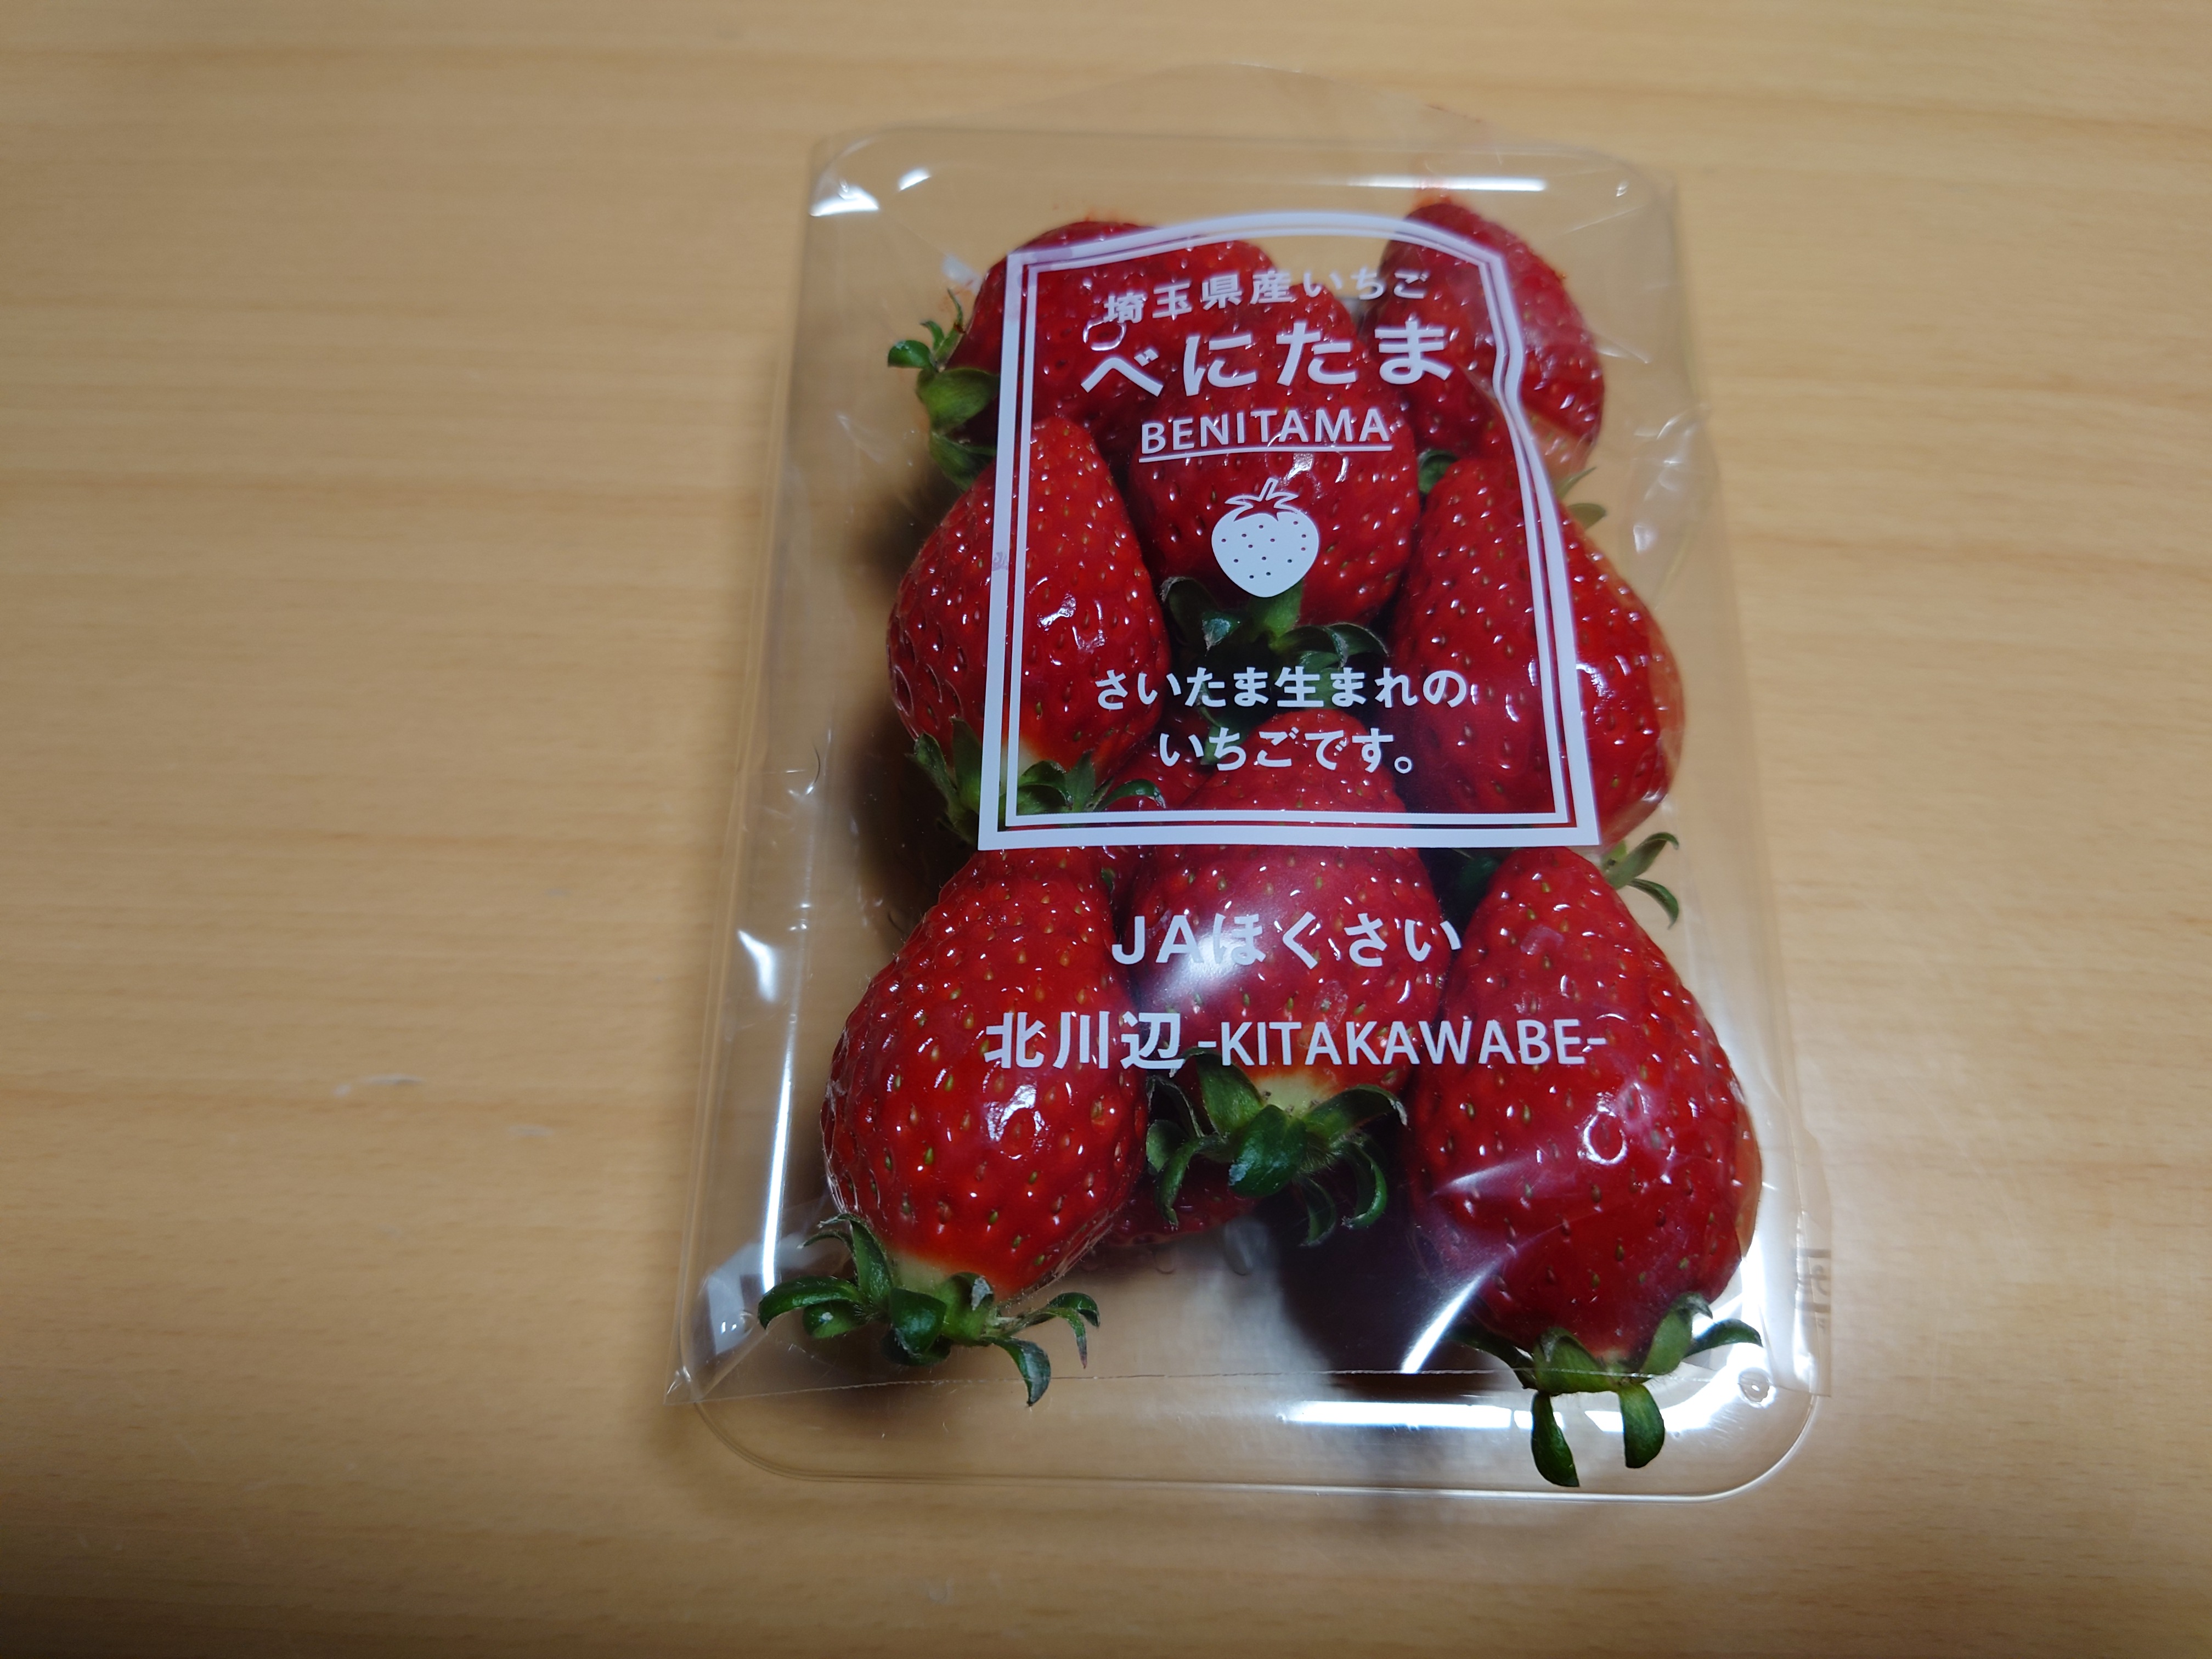 埼玉県産いちご
べにたま
BENITAMA
さいたま生まれの
いちごです。
JAほくさい
北川辺-KITAKAWABE-